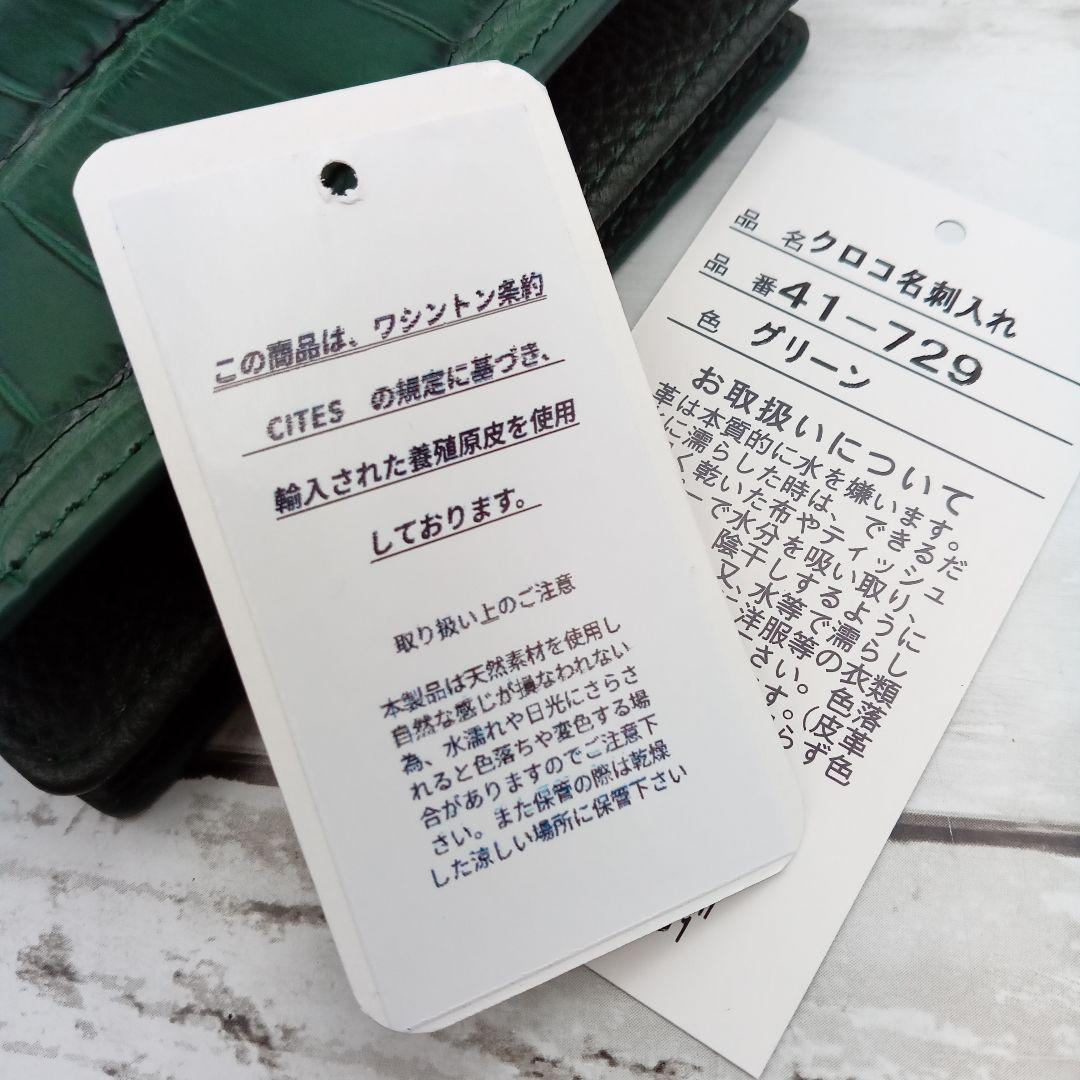 この商品は、ワシントン条約
CITES の規定に基づき、
輸入された養殖原皮を使用
しております。
取り扱い上のご注意
本製品は天然素材を使用し
自然な感じが損なわれない
為、水濡れや日光にさらさ
れると色落ちや変色する場
合がありますのでご注意下
さい。また保管の際は乾燥
した涼しい場所に保管下さい
品 名 クロコ名刺入れ
品 番 41-729
色 グリーン
お取扱いについて
革は本質的に水を嫌います。
に濡らした時は、できるだ
く乾いた布やティッシュ
ーで水分を吸い取り、
陰干しするように
又、水等で濡らし
洋服等の衣類
さい。色落
す。(皮革
らず色